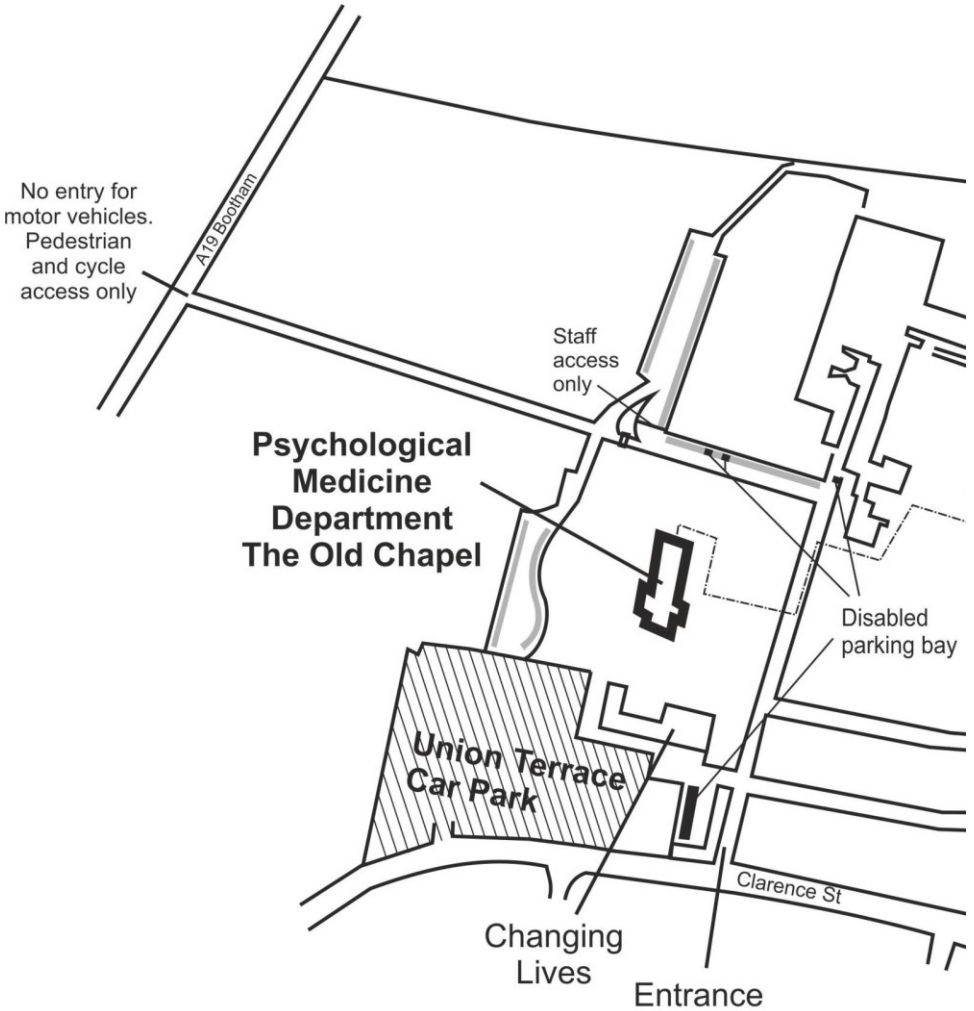 No entry for
motor vehicles.
Pedestrian
and cycle
access only
A19 Bootham
Staff
access
only
Psychological
Medicine
Department
The Old Chapel
Disabled
parking bay
Union Terrace
Car Park
Clarence St
Changing
Lives
Entrance